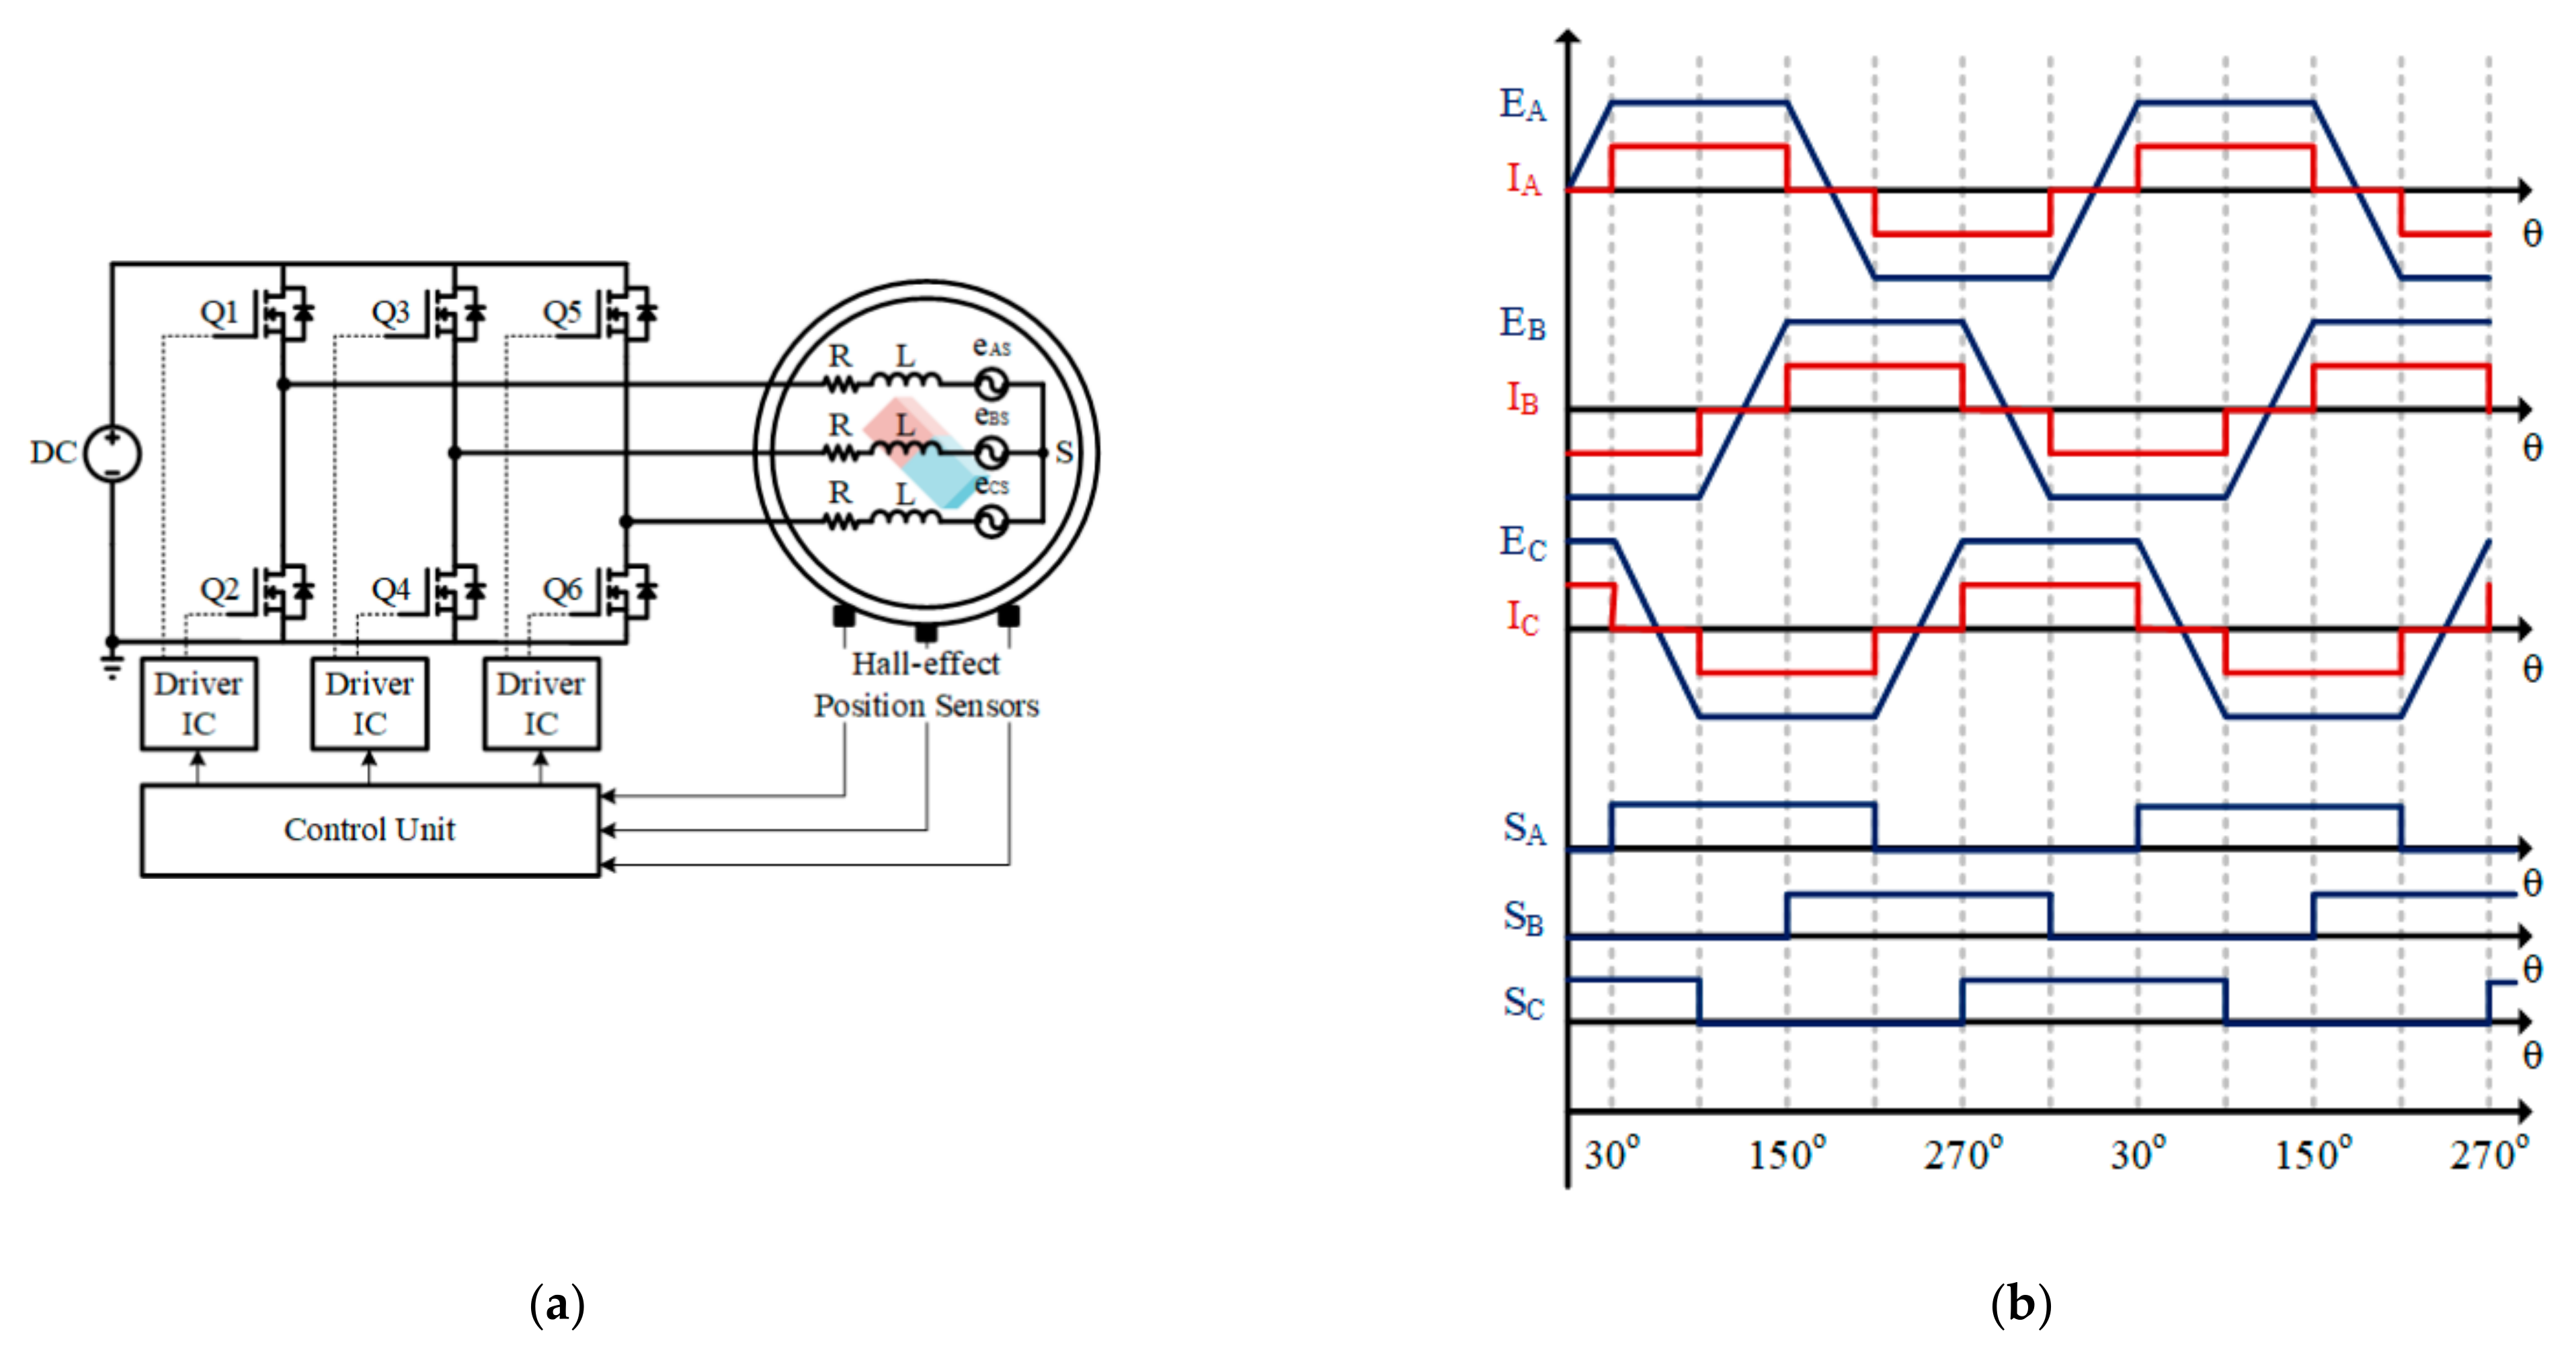 Q1
Q3
Q5
R L eAS
DC
R L eBS
S
R L eCS
Q2
Q4
Q6
Driver IC
Driver IC
Driver IC
Hall-effect
Position Sensors
Control Unit
(a)
EA
IA
θ
EB
IB
θ
EC
IC
θ
SA
θ
SB
θ
SC
θ
30° 150° 270° 30° 150° 270°
(b)